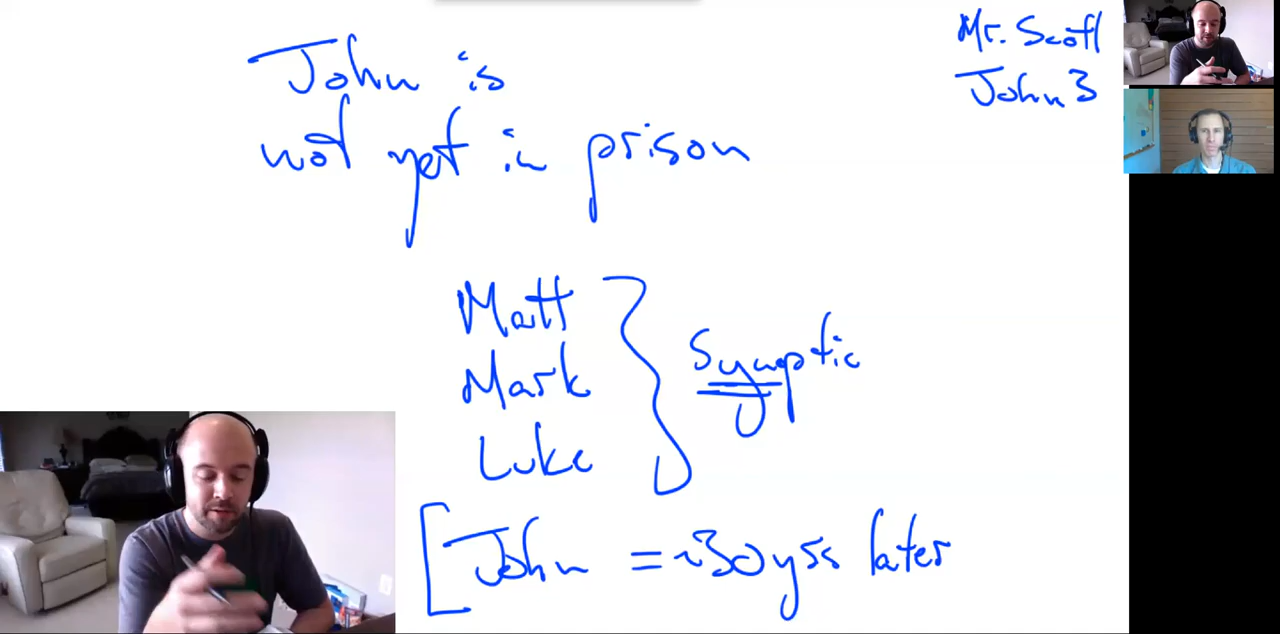 Mr. Scott
John 3
John is
not yet in prison
Matt
Mark
Luke
Synoptic
John = ~30 yrs later